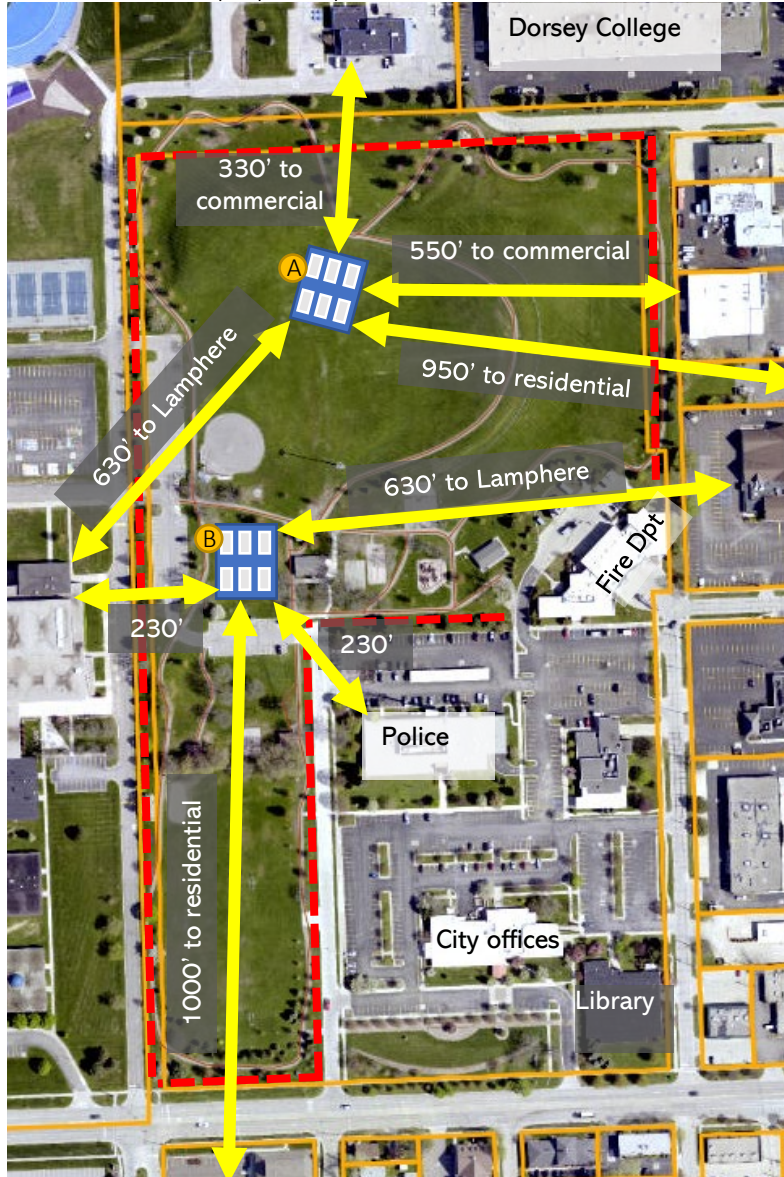 Dorsey College
330' to
commercial
A
550' to commercial
950' to residential
630' to Lamphere
630' to Lamphere
B
Fire Dpt
230'
230'
Police
1000' to residential
City offices
Library